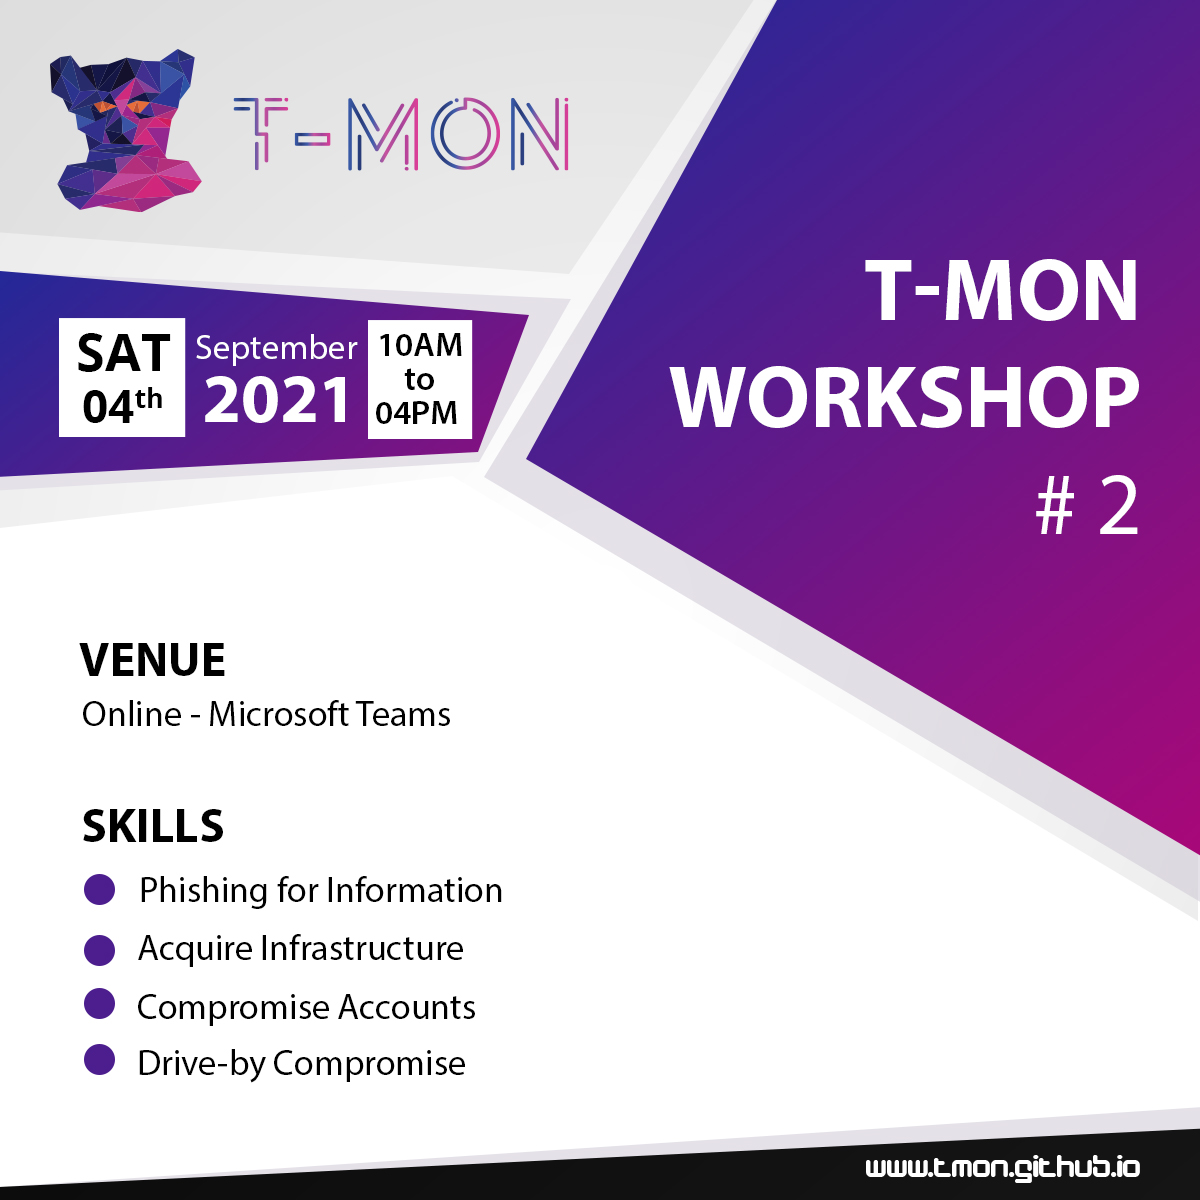 T-MON
SAT
04th
September
2021
10AM
to
04PM
T-MON
WORKSHOP
# 2
VENUE
Online - Microsoft Teams
SKILLS
Phishing for Information
Acquire Infrastructure
Compromise Accounts
Drive-by Compromise
www.tmon.github.io